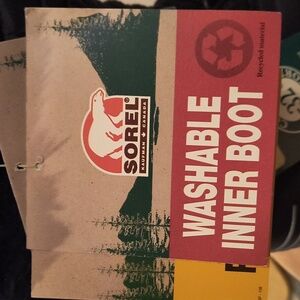 SOREL®
KAUFMAN CANADA
WASHABLE
INNER BOOT
Recycled material